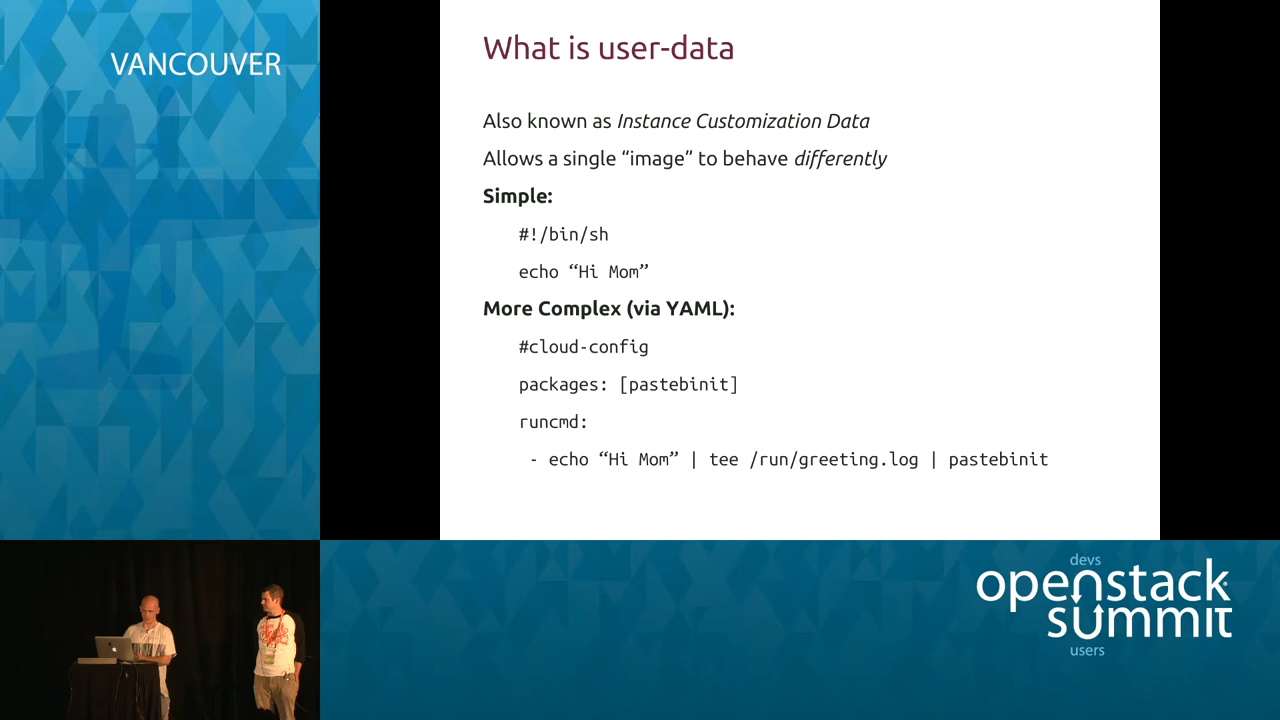 VANCOUVER
What is user-data
Also known as Instance Customization Data
Allows a single “image” to behave differently
Simple:
#!/bin/sh
echo “Hi Mom”
More Complex (via YAML):
#cloud-config
packages: [pastebinit]
runcmd:
- echo “Hi Mom” | tee /run/greeting.log | pastebinit
devs
openstack
summit
users